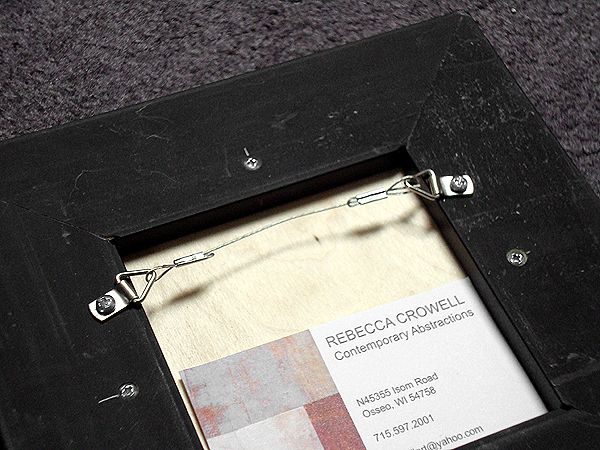 REBECCA CROWELL
Contemporary Abstractions
N45355 Isom Road
Osseo, WI 54758
715.597.2001